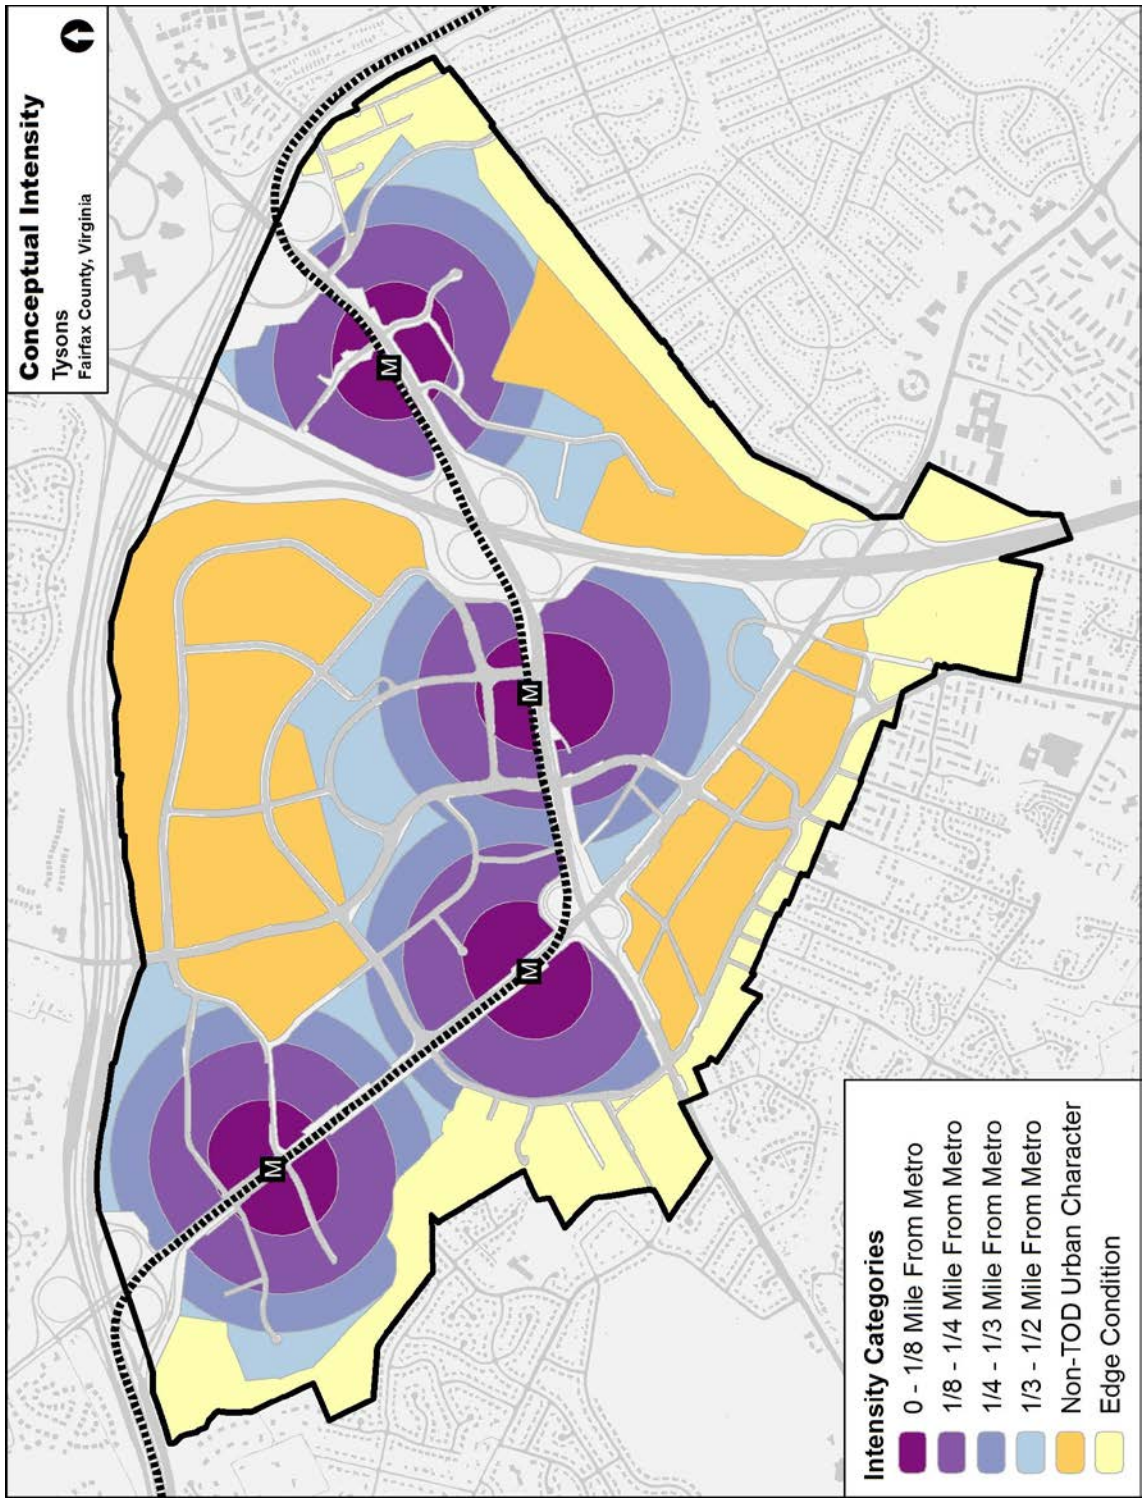 Conceptual Intensity
Tysons
Fairfax County, Virginia
M
M
M
M
Intensity Categories
0 - 1/8 Mile From Metro
1/8 - 1/4 Mile From Metro
1/4 - 1/3 Mile From Metro
1/3 - 1/2 Mile From Metro
Non-TOD Urban Character
Edge Condition